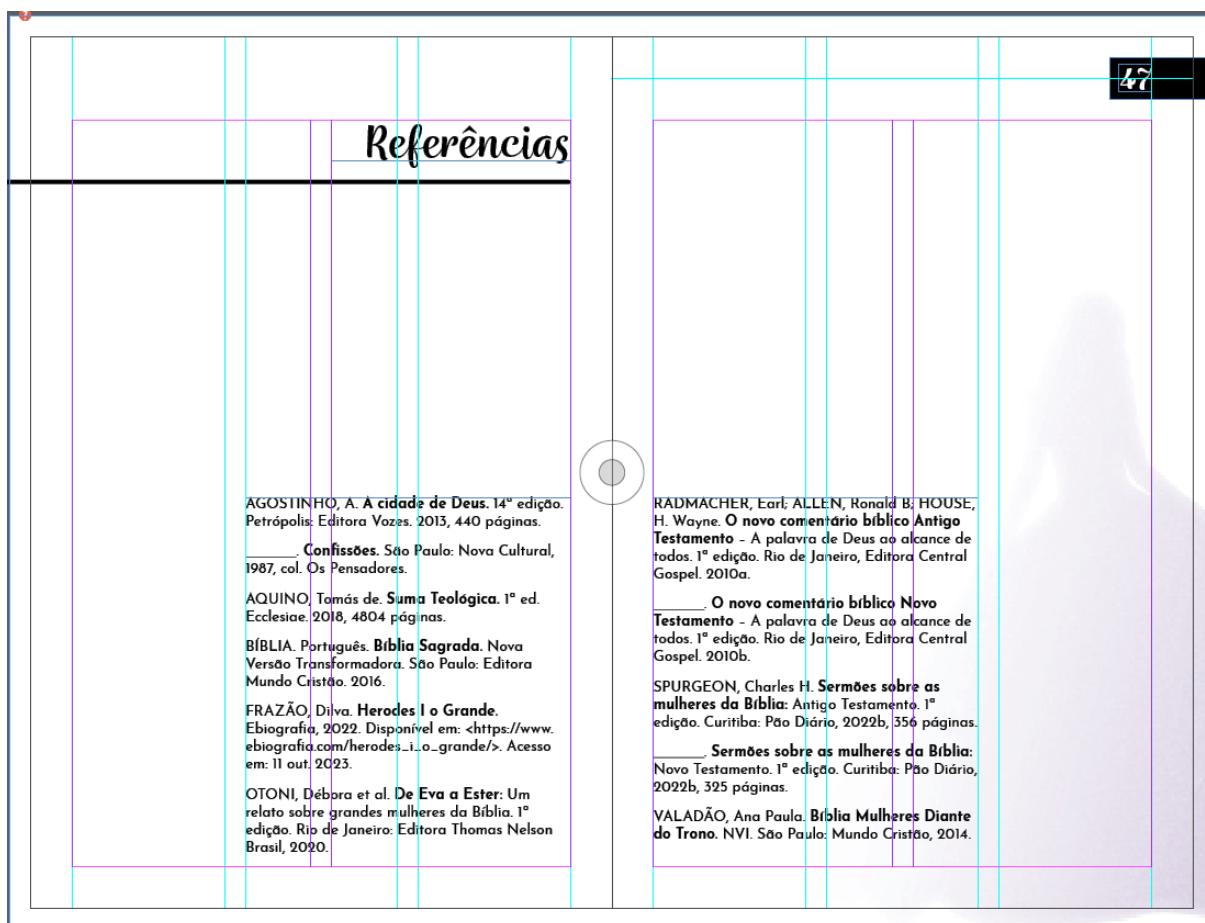 47
Referências
AGOSTINHO, A. A cidade de Deus. 14ª edição.
Petrópolis: Editora Vozes. 2013, 440 páginas.
________. Confissões. São Paulo: Nova Cultural,
1987, col. Os Pensadores.
AQUINO, Tomás de. Suma Teológica. 1ª ed.
Ecclesiae. 2018, 4804 páginas.
BÍBLIA. Português. Bíblia Sagrada. Nova
Versão Transformadora. São Paulo: Editora
Mundo Cristão. 2016.
FRAZÃO, Dilva. Herodes I o Grande.
Ebiografia, 2022. Disponível em: <https://www.
ebiografia.com/herodes_i_o_grande/>. Acesso
em: 11 out. 2023.
OTONI, Débora et al. De Eva a Ester: Um
relato sobre grandes mulheres da Bíblia. 1ª
edição. Rio de Janeiro: Editora Thomas Nelson
Brasil, 2020.
RADMACHER, Earl; ALLEN, Ronald B; HOUSE,
H. Wayne. O novo comentário bíblico Antigo
Testamento – A palavra de Deus ao alcance de
todos. 1ª edição. Rio de Janeiro, Editora Central
Gospel. 2010a.
________. O novo comentário bíblico Novo
Testamento – A palavra de Deus ao alcance de
todos. 1ª edição. Rio de Janeiro, Editora Central
Gospel. 2010b.
SPURGEON, Charles H. Sermões sobre as
mulheres da Bíblia: Antigo Testamento. 1ª
edição. Curitiba: Pão Diário, 2022b, 356 páginas.
________. Sermões sobre as mulheres da Bíblia:
Novo Testamento. 1ª edição. Curitiba: Pão Diário,
2022b, 325 páginas.
VALADÃO, Ana Paula. Bíblia Mulheres Diante
do Trono. NVI. São Paulo: Mundo Cristão, 2014.